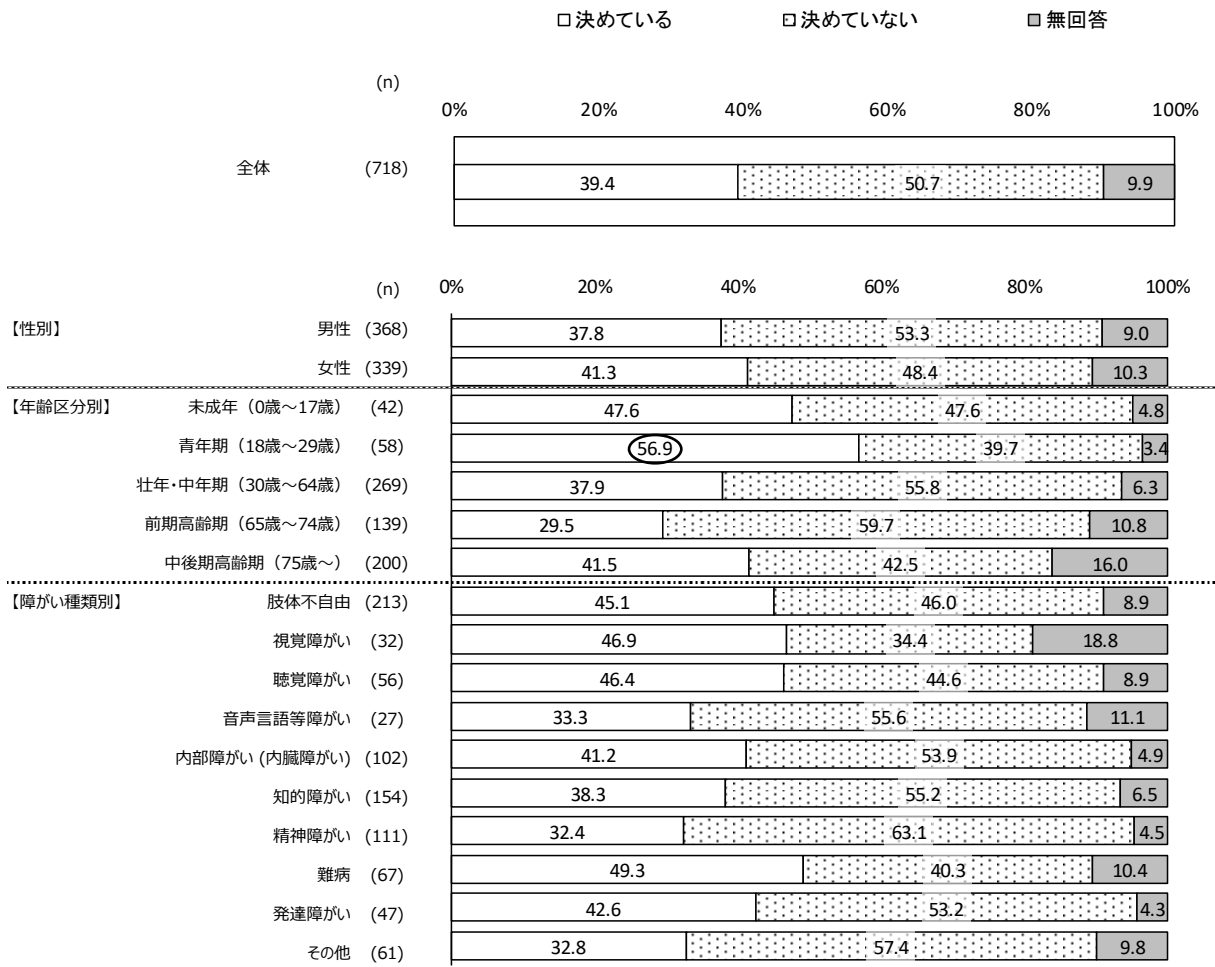 □決めている □決めていない ■無回答
(n)
0% 20% 40% 60% 80% 100%
全体 (718) 39.4 50.7 9.9
(n) 0% 20% 40% 60% 80% 100%
【性別】 男性 (368) 37.8 53.3 9.0
女性 (339) 41.3 48.4 10.3
【年齢区分別】 未成年（0歳～17歳） (42) 47.6 47.6 4.8
青年期（18歳～29歳） (58) 56.9 39.7 3.4
壮年・中年期（30歳～64歳） (269) 37.9 55.8 6.3
前期高齢期（65歳～74歳） (139) 29.5 59.7 10.8
中後期高齢期（75歳～） (200) 41.5 42.5 16.0
【障がい種類別】 肢体不自由 (213) 45.1 46.0 8.9
視覚障がい (32) 46.9 34.4 18.8
聴覚障がい (56) 46.4 44.6 8.9
音声言語等障がい (27) 33.3 55.6 11.1
内部障がい (内臓障がい) (102) 41.2 53.9 4.9
知的障がい (154) 38.3 55.2 6.5
精神障がい (111) 32.4 63.1 4.5
難病 (67) 49.3 40.3 10.4
発達障がい (47) 42.6 53.2 4.3
その他 (61) 32.8 57.4 9.8